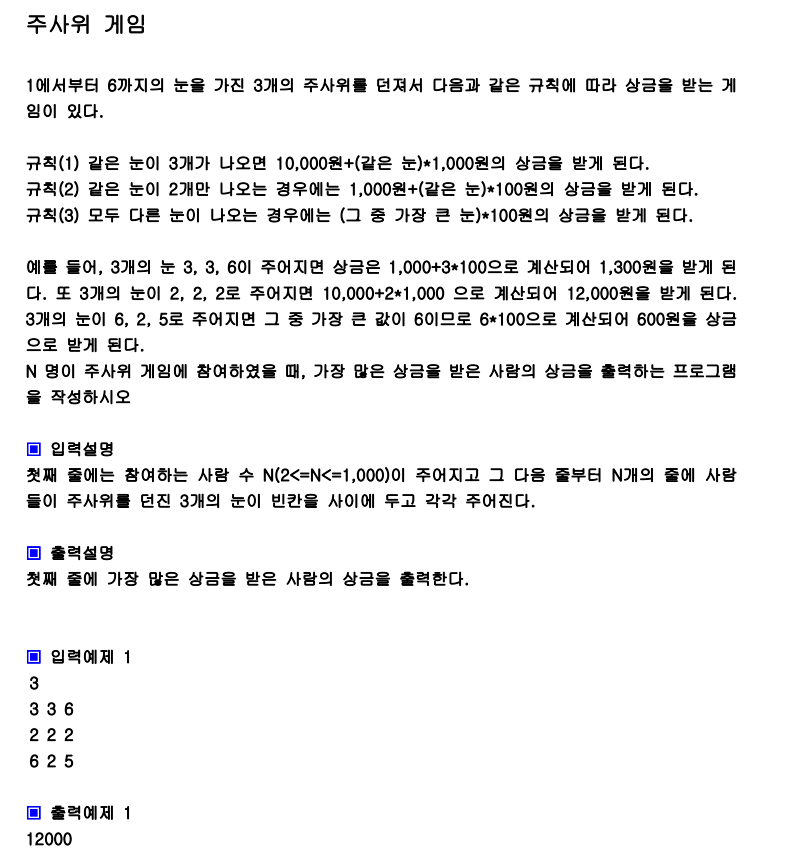 주사위 게임
1에서부터 6까지의 눈을 가진 3개의 주사위를 던져서 다음과 같은 규칙에 따라 상금을 받는 게
임이 있다.
규칙(1) 같은 눈이 3개가 나오면 10,000원+(같은 눈)*1,000원의 상금을 받게 된다.
규칙(2) 같은 눈이 2개만 나오는 경우에는 1,000원+(같은 눈)*100원의 상금을 받게 된다.
규칙(3) 모두 다른 눈이 나오는 경우에는 (그 중 가장 큰 눈)*100원의 상금을 받게 된다.
예를 들어, 3개의 눈 3, 3, 6이 주어지면 상금은 1,000+3*100으로 계산되어 1,300원을 받게 된
다. 또 3개의 눈이 2, 2, 2로 주어지면 10,000+2*1,000 으로 계산되어 12,000원을 받게 된다.
3개의 눈이 6, 2, 5로 주어지면 그 중 가장 큰 값이 6이므로 6*100으로 계산되어 600원을 상금
으로 받게 된다.
N 명이 주사위 게임에 참여하였을 때, 가장 많은 상금을 받은 사람의 상금을 출력하는 프로그램
을 작성하시오
▣ 입력설명
첫째 줄에는 참여하는 사람 수 N(2<=N<=1,000)이 주어지고 그 다음 줄부터 N개의 줄에 사람
들이 주사위를 던진 3개의 눈이 빈칸을 사이에 두고 각각 주어진다.
▣ 출력설명
첫째 줄에 가장 많은 상금을 받은 사람의 상금을 출력한다.
▣ 입력예제 1
3
3 3 6
2 2 2
6 2 5
▣ 출력예제 1
12000